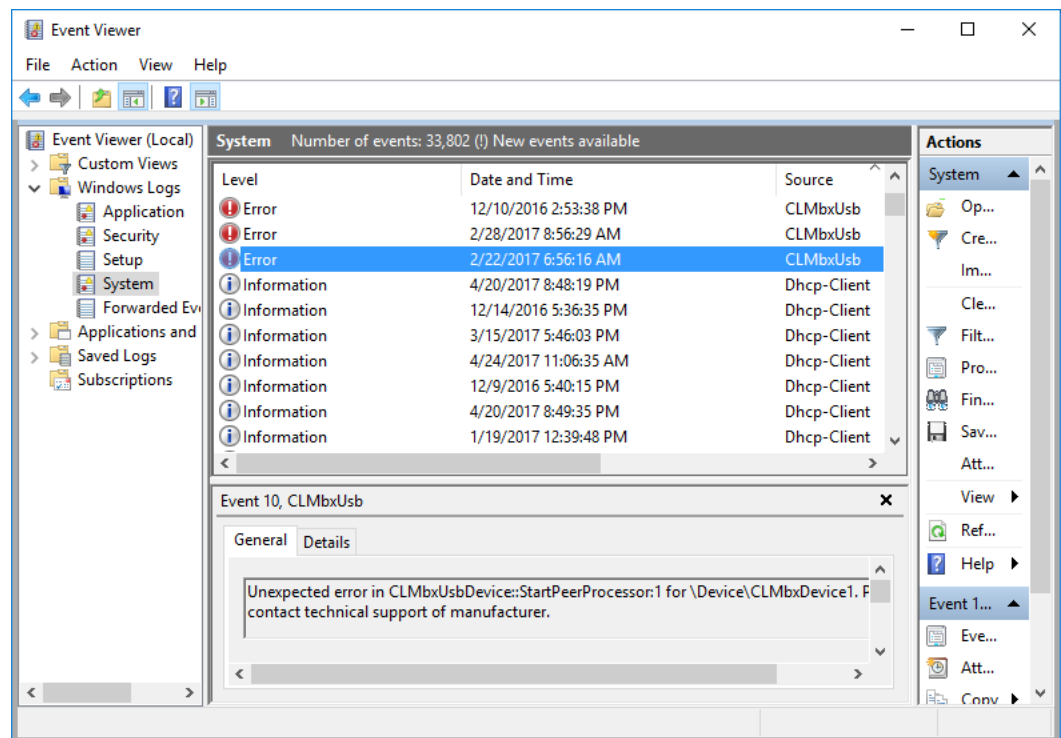 Event Viewer
File Action View Help
Event Viewer (Local)
Custom Views
Windows Logs
Application
Security
Setup
System
Forwarded Eve
Applications and
Saved Logs
Subscriptions
System Number of events: 33,802 (!) New events available
Level Date and Time Source
Error 12/10/2016 2:53:38 PM CLMbxUsb
Error 2/28/2017 8:56:29 AM CLMbxUsb
Error 2/22/2017 6:56:16 AM CLMbxUsb
Information 4/20/2017 8:48:19 PM Dhcp-Client
Information 12/14/2016 5:36:35 PM Dhcp-Client
Information 3/15/2017 5:46:03 PM Dhcp-Client
Information 4/24/2017 11:06:35 AM Dhcp-Client
Information 12/9/2016 5:40:15 PM Dhcp-Client
Information 4/20/2017 8:49:35 PM Dhcp-Client
Information 1/19/2017 12:39:48 PM Dhcp-Client
Event 10, CLMbxUsb
General Details
Unexpected error in CLMbxUsbDevice::StartPeerProcessor:1 for \Device\CLMbxDevice1. P
contact technical support of manufacturer.
Actions
System
Op...
Cre...
Im...
Cle...
Filt...
Pro...
Fin...
Sav...
Att...
View
Ref...
Help
Event 1...
Eve...
Att...
Copy